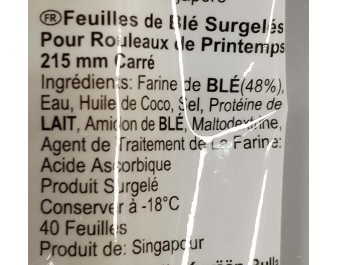 FR Feuilles de Blé Surgelés
Pour Rouleaux de Printemps
215 mm Carré
Ingrédients: Farine de BLÉ(48%),
Eau, Huile de Coco, Sel, Protéine de
LAIT, Amidon de BLÉ, Maltodextrine,
Agent de Traitement de La Farine:
Acide Ascorbique
Produit Surgelé
Conserver à -18°C
40 Feuilles
Produit de: Singapour